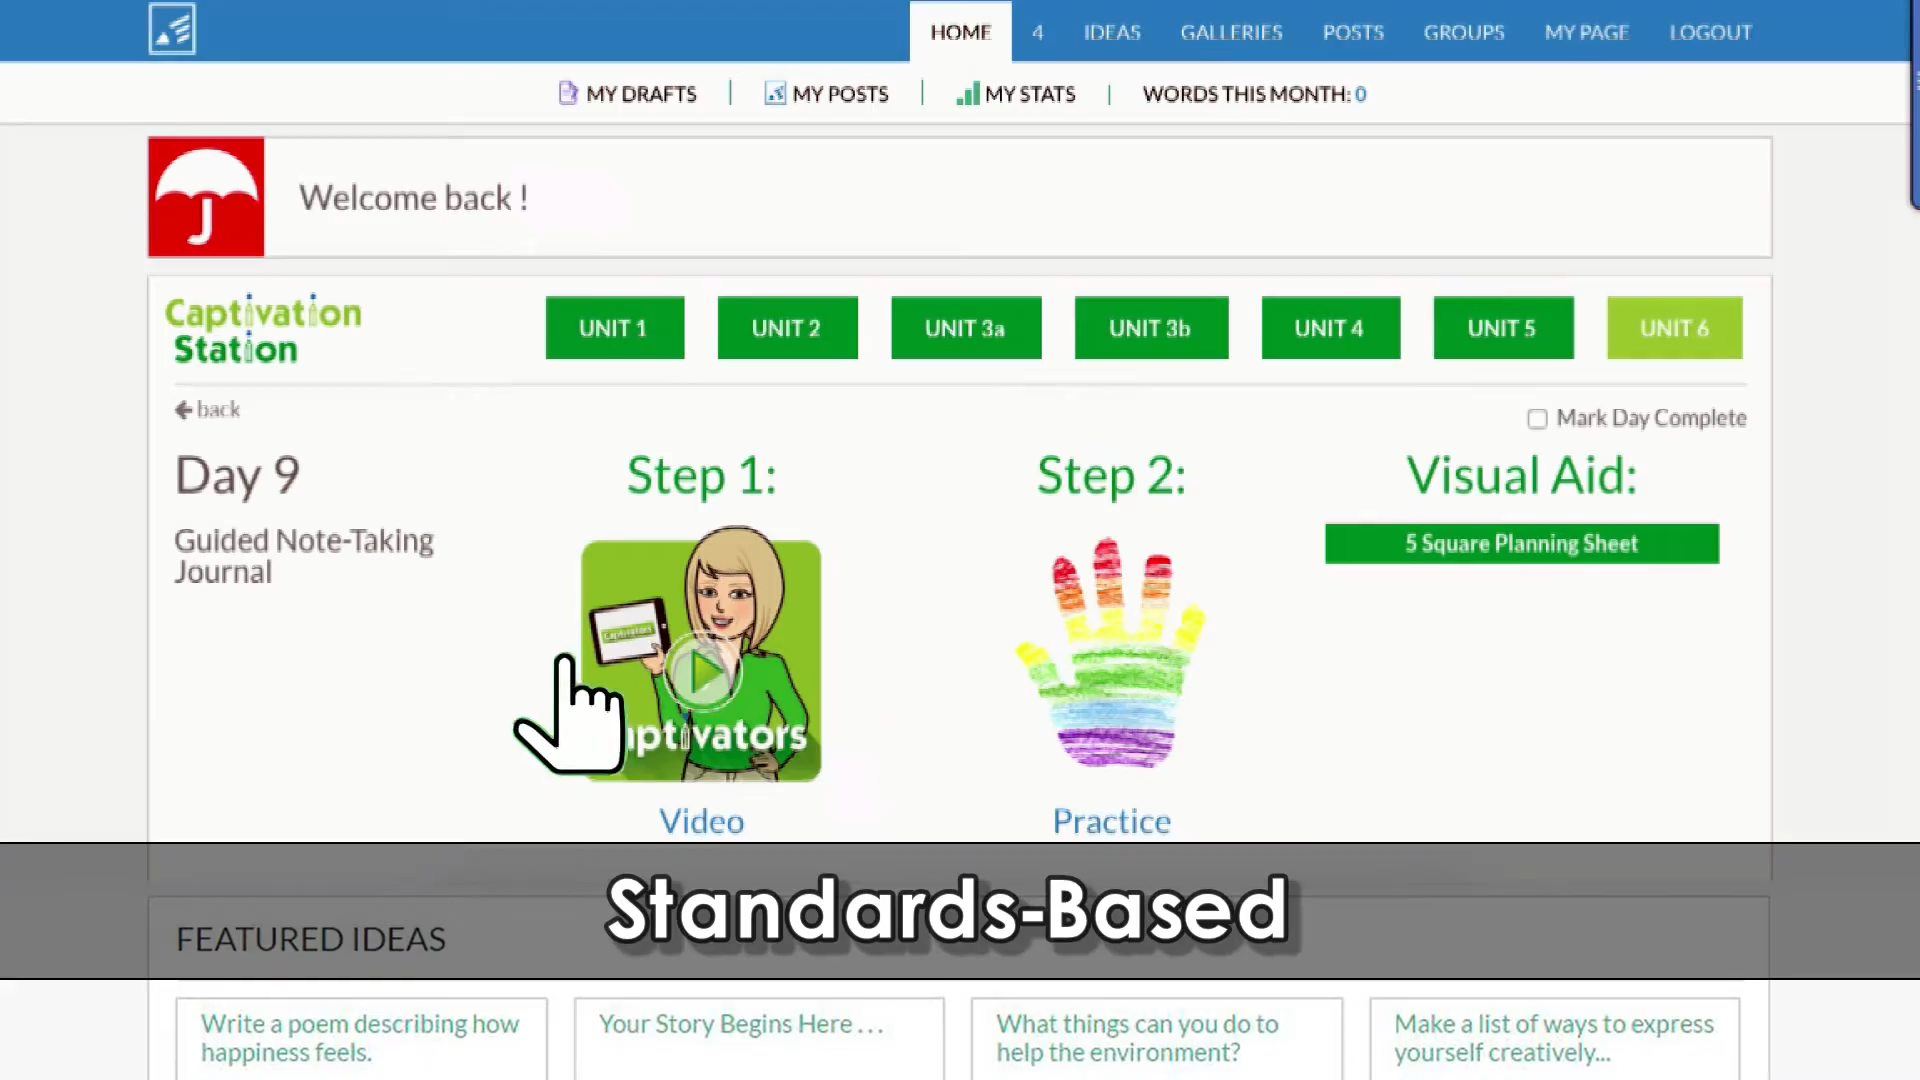 HOME 4 IDEAS GALLERIES POSTS GROUPS MY PAGE LOGOUT
MY DRAFTS MY POSTS MY STATS WORDS THIS MONTH: 0
J
Welcome back !
Captivation
Station
UNIT 1 UNIT 2 UNIT 3a UNIT 3b UNIT 4 UNIT 5 UNIT 6
back
Mark Day Complete
Day 9
Guided Note-Taking
Journal
Step 1:
Captivators
aptivators
Video
Step 2:
Practice
Visual Aid:
5 Square Planning Sheet
Standards-Based
FEATURED IDEAS
Write a poem describing how
happiness feels.
Your Story Begins Here . . .
What things can you do to
help the environment?
Make a list of ways to express
yourself creatively...